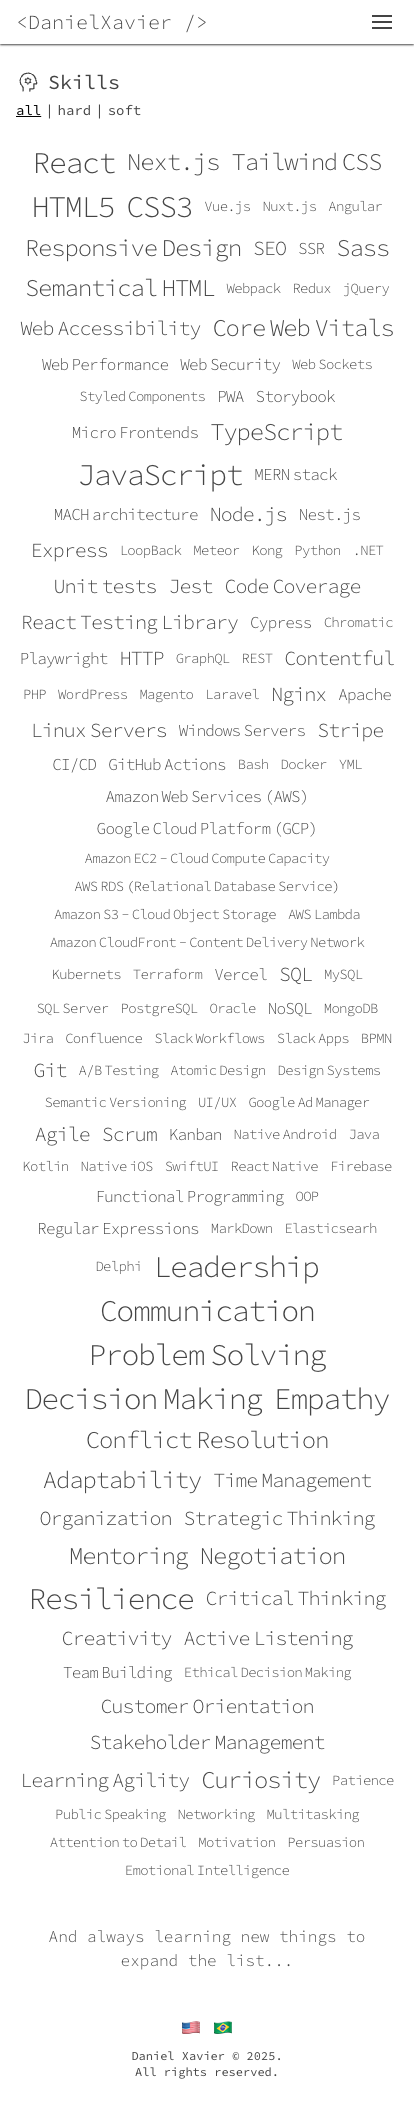 <DanielXavier />
Skills
all | hard | soft
React Next.js Tailwind CSS
HTML5 CSS3 Vue.js Nuxt.js Angular
Responsive Design SEO SSR Sass
Semantical HTML Webpack Redux jQuery
Web Accessibility Core Web Vitals
Web Performance Web Security Web Sockets
Styled Components PWA Storybook
Micro Frontends TypeScript
JavaScript MERN stack
MACH architecture Node.js Nest.js
Express LoopBack Meteor Kong Python .NET
Unit tests Jest Code Coverage
React Testing Library Cypress Chromatic
Playwright HTTP GraphQL REST Contentful
PHP WordPress Magento Laravel Nginx Apache
Linux Servers Windows Servers Stripe
CI/CD GitHub Actions Bash Docker YML
Amazon Web Services (AWS)
Google Cloud Platform (GCP)
Amazon EC2 - Cloud Compute Capacity
AWS RDS (Relational Database Service)
Amazon S3 - Cloud Object Storage AWS Lambda
Amazon CloudFront - Content Delivery Network
Kubernets Terraform Vercel SQL MySQL
SQL Server PostgreSQL Oracle NoSQL MongoDB
Jira Confluence Slack Workflows Slack Apps BPMN
Git A/B Testing Atomic Design Design Systems
Semantic Versioning UI/UX Google Ad Manager
Agile Scrum Kanban Native Android Java
Kotlin Native iOS SwiftUI React Native Firebase
Functional Programming OOP
Regular Expressions MarkDown Elasticsearh
Delphi Leadership
Communication
Problem Solving
Decision Making Empathy
Conflict Resolution
Adaptability Time Management
Organization Strategic Thinking
Mentoring Negotiation
Resilience Critical Thinking
Creativity Active Listening
Team Building Ethical Decision Making
Customer Orientation
Stakeholder Management
Learning Agility Curiosity Patience
Public Speaking Networking Multitasking
Attention to Detail Motivation Persuasion
Emotional Intelligence
And always learning new things to
expand the list...
Daniel Xavier © 2025.
All rights reserved.